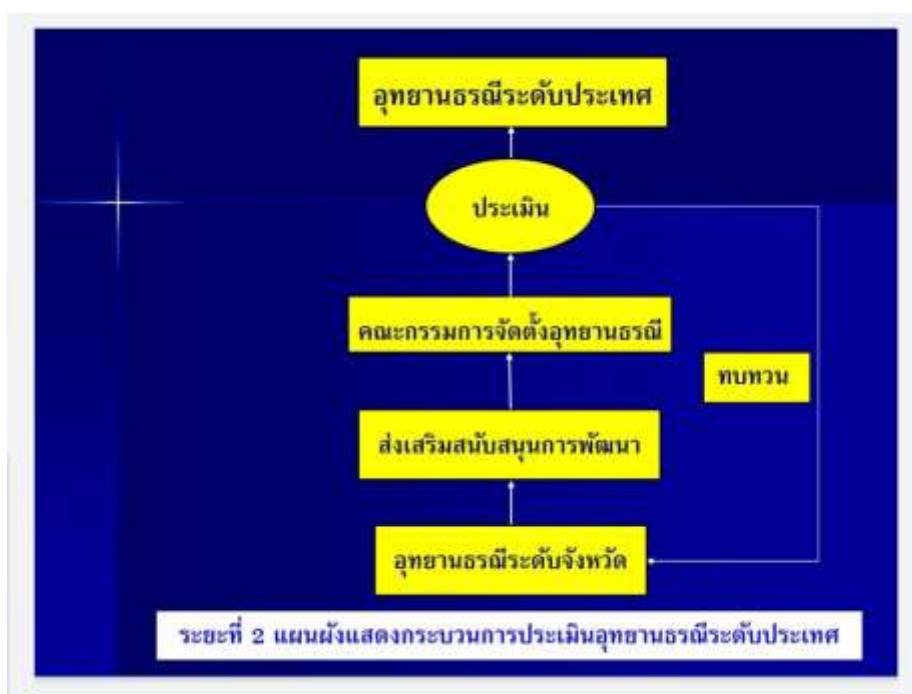 อุทยานธรณีระดับประเทศ
ประเมิน
คณะกรรมการจัดตั้งอุทยานธรณี
ทบทวน
ส่งเสริมสนับสนุนการพัฒนา
อุทยานธรณีระดับจังหวัด
ระยะที่ 2 แผนผังแสดงกระบวนการประเมินอุทยานธรณีระดับประเทศ